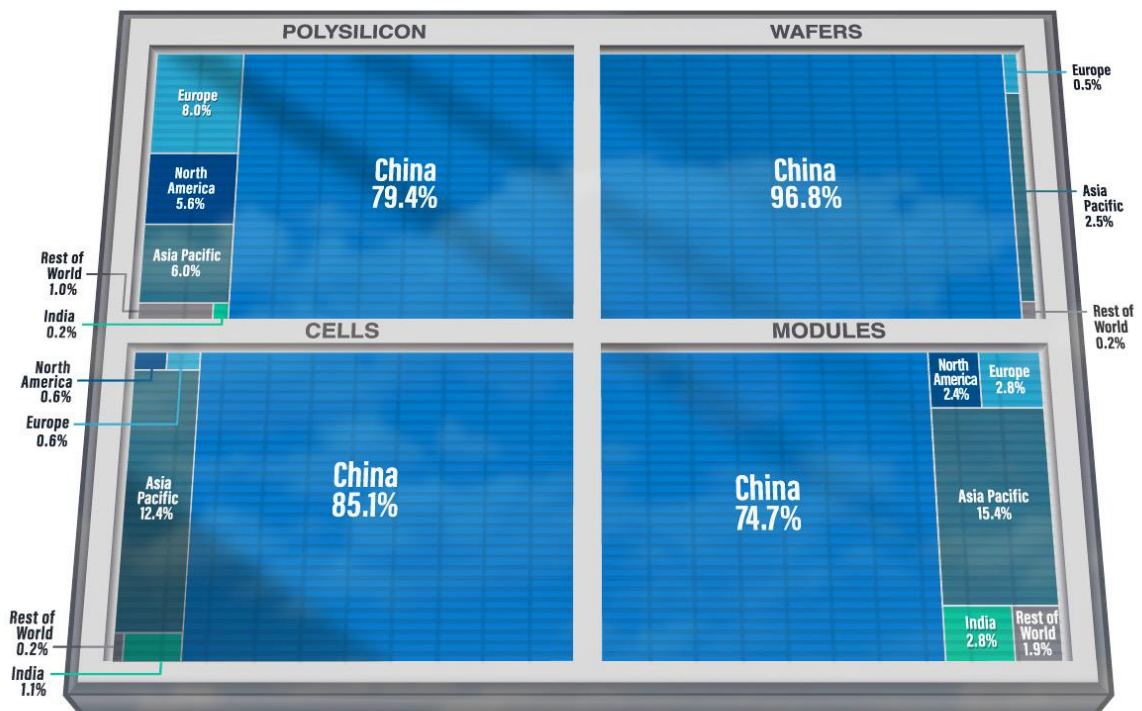 POLYSILICON
Europe
8.0%
North
America
5.6%
Asia Pacific
6.0%
Rest of
World
1.0%
India
0.2%
China
79.4%
WAFERS
China
96.8%
Europe
0.5%
Asia
Pacific
2.5%
Rest of
World
0.2%
CELLS
North
America
0.6%
Europe
0.6%
Asia
Pacific
12.4%
Rest of
World
0.2%
India
1.1%
China
85.1%
MODULES
China
74.7%
North
America
2.4%
Europe
2.8%
Asia Pacific
15.4%
India
2.8%
Rest of
World
1.9%